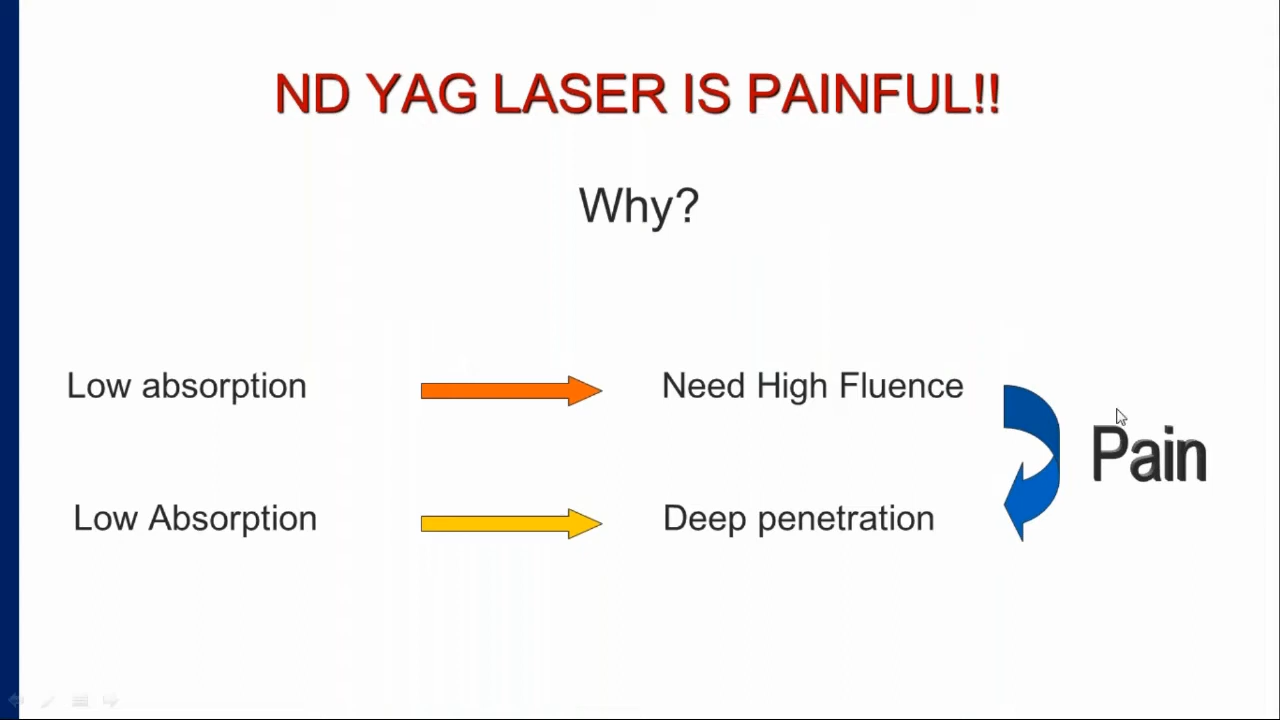 ND YAG LASER IS PAINFUL!!
Why?
Low absorption
Need High Fluence
Pain
Low Absorption
Deep penetration